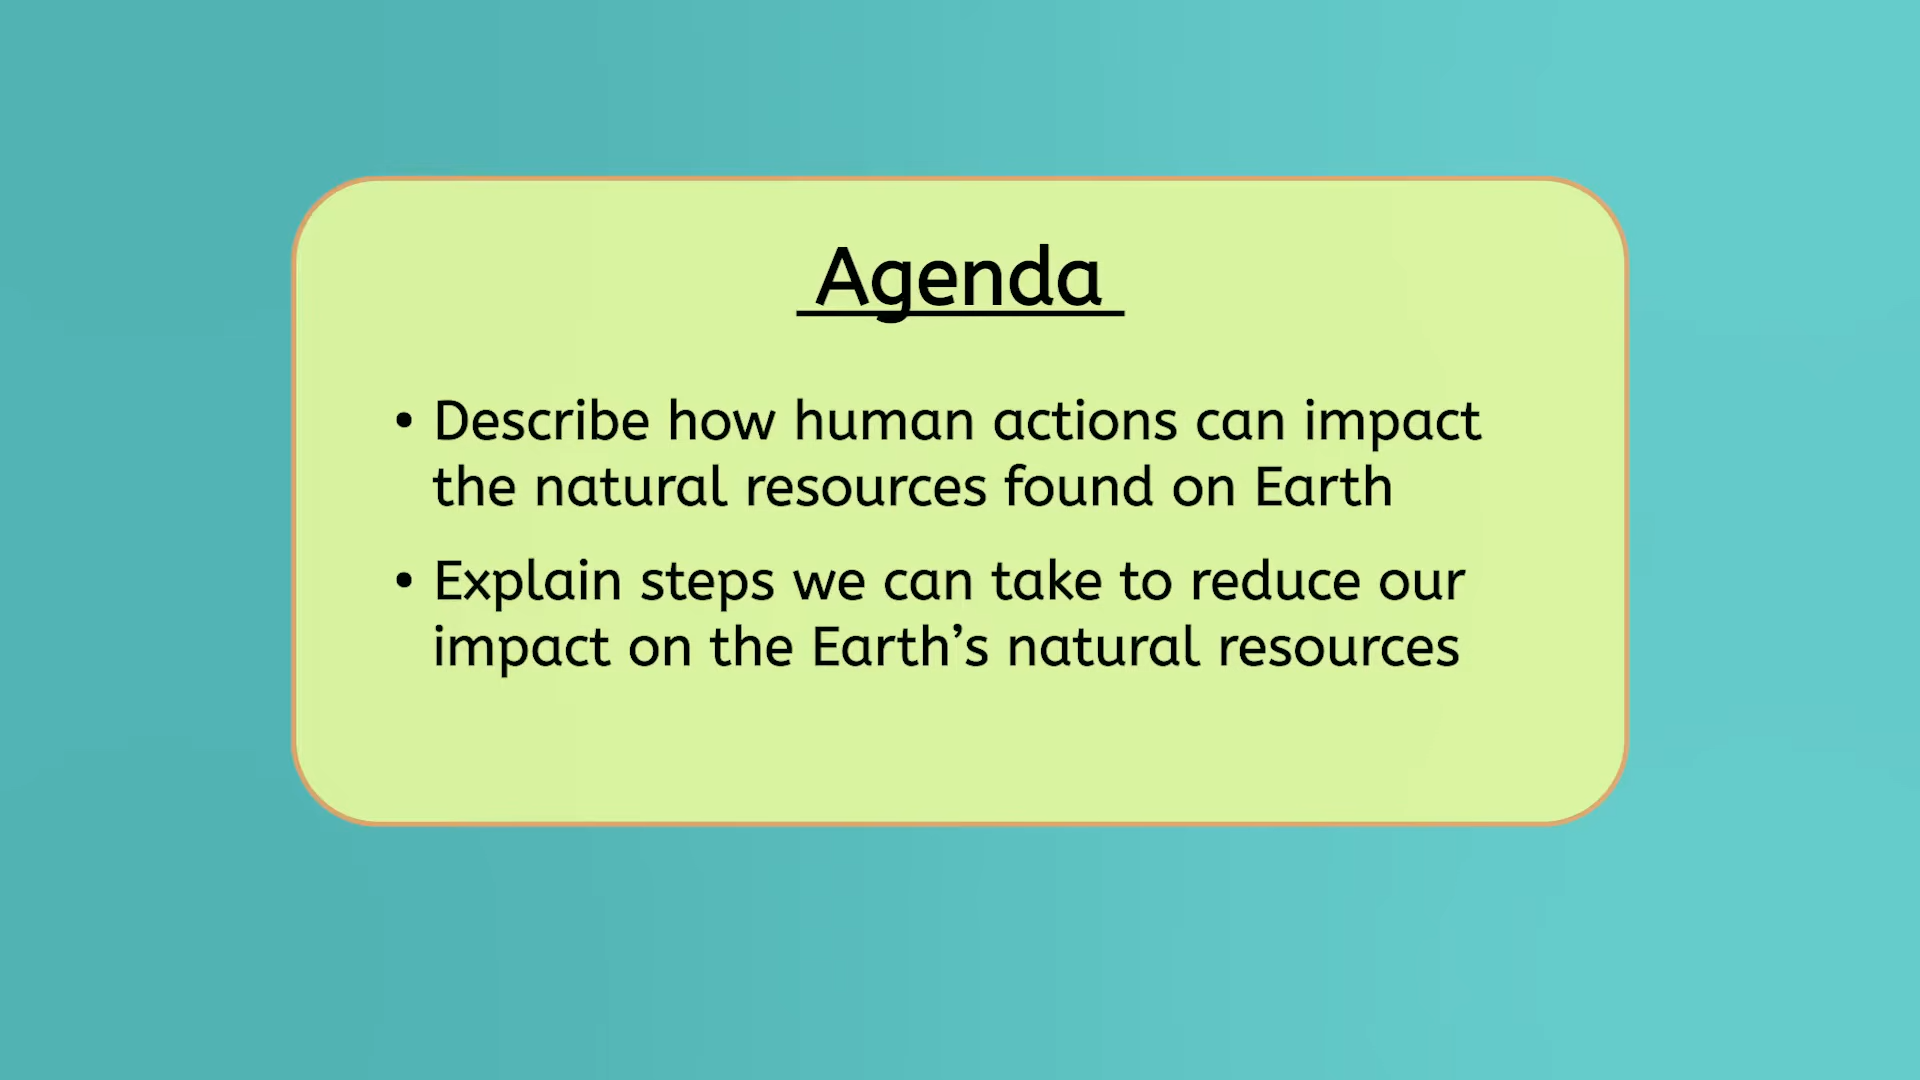 Agenda
• Describe how human actions can impact
the natural resources found on Earth
• Explain steps we can take to reduce our
impact on the Earth’s natural resources